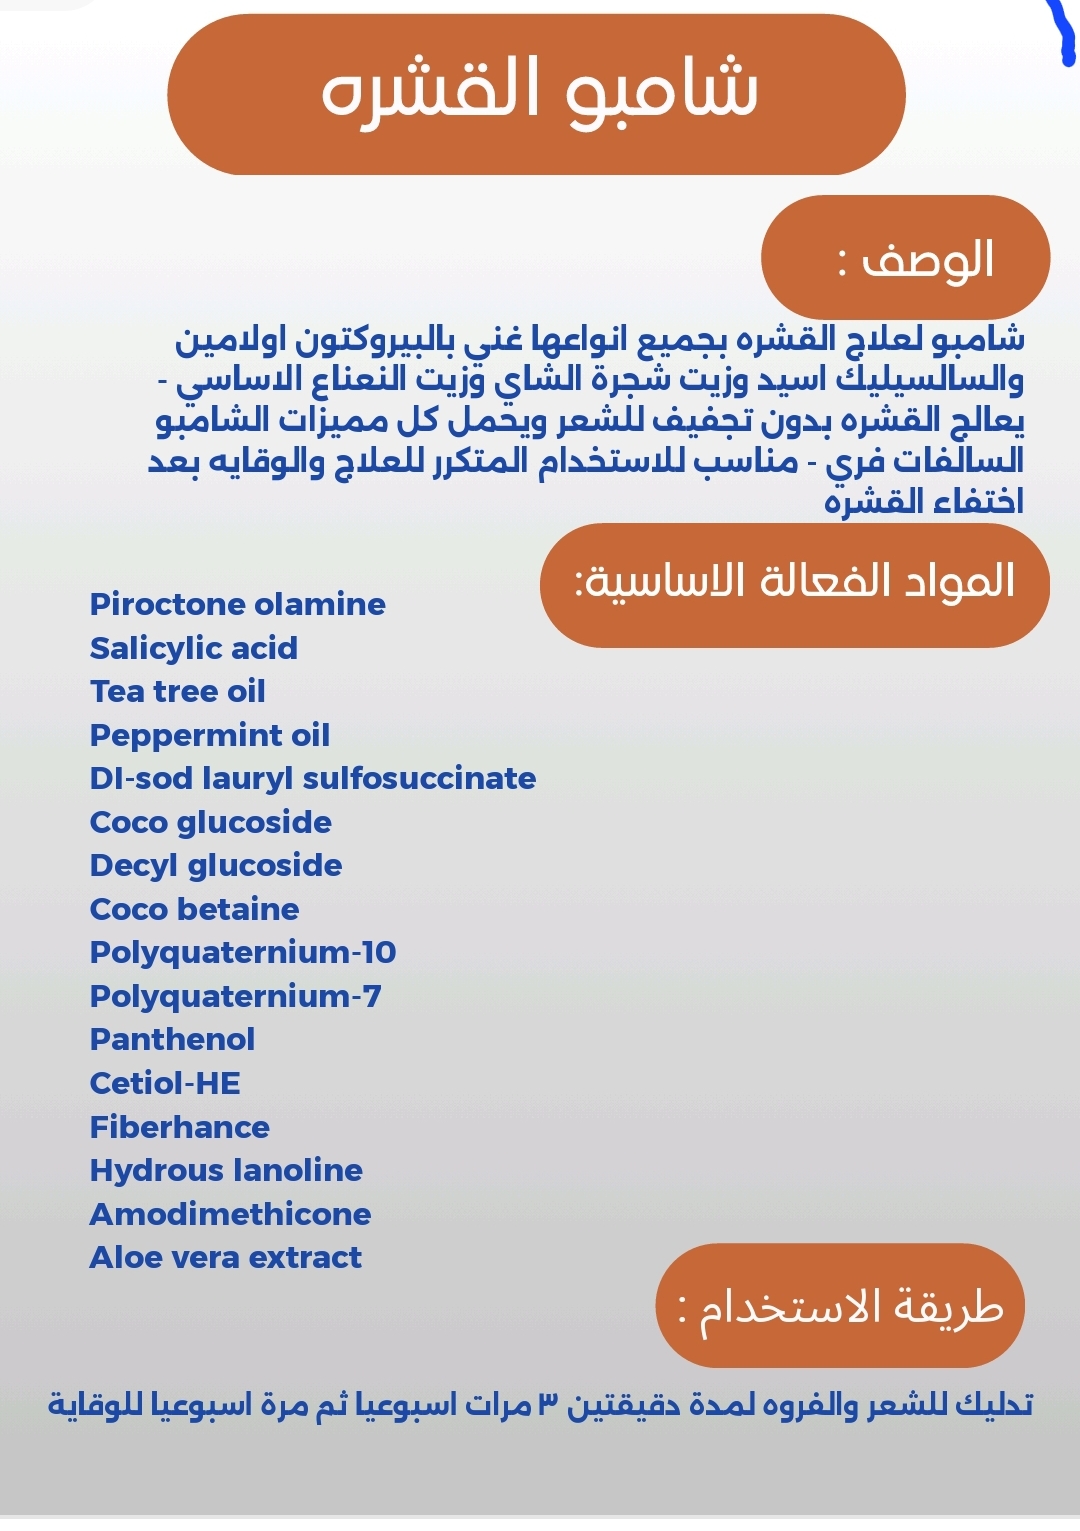 شامبو القشره
الوصف :
شامبو لعلاج القشره بجميع انواعها غني بالبيروكتون اولامين
والسالسيليك اسيد وزيت شجرة الشاي وزيت النعناع الاساسي -
يعالج القشره بدون تجفيف للشعر ويحمل كل مميزات الشامبو
السالفات فري - مناسب للاستخدام المتكرر للعلاج والوقايه بعد
اختفاء القشره
المواد الفعالة الاساسية:
Piroctone olamine
Salicylic acid
Tea tree oil
Peppermint oil
DI-sod lauryl sulfosuccinate
Coco glucoside
Decyl glucoside
Coco betaine
Polyquaternium-10
Polyquaternium-7
Panthenol
Cetiol-HE
Fiberhance
Hydrous lanoline
Amodimethicone
Aloe vera extract
طريقة الاستخدام :
تدليك للشعر والفروه لمدة دقيقتين ٣ مرات اسبوعيا ثم مرة اسبوعيا للوقاية